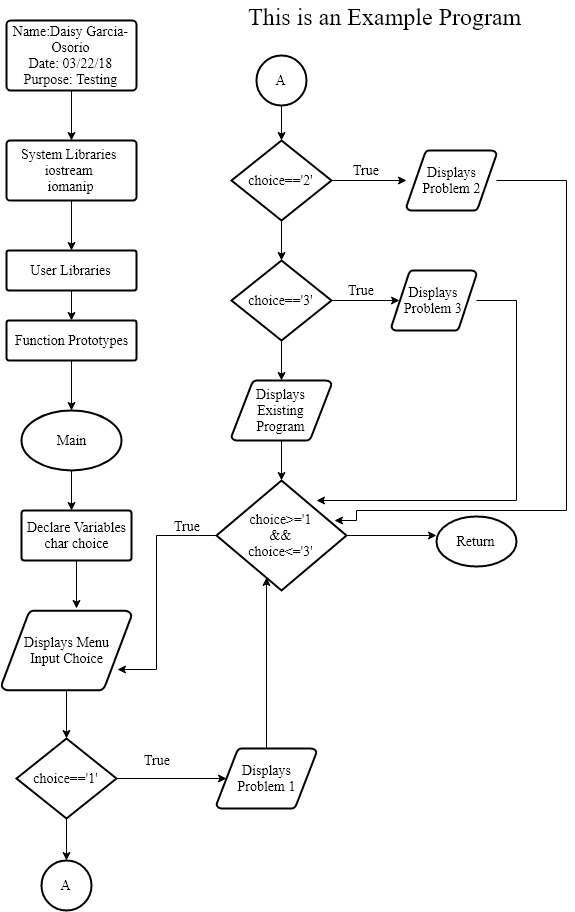 This is an Example Program
Name:Daisy Garcia-
Osorio
Date: 03/22/18
Purpose: Testing
System Libraries
iostream
iomanip
User Libraries
Function Prototypes
Main
Declare Variables
char choice
Displays Menu
Input Choice
choice=='1'
True
Displays
Problem 1
A
A
choice=='2'
True
Displays
Problem 2
choice=='3'
True
Displays
Problem 3
Displays
Existing
Program
choice>='1
&&
choice<='3'
True
Return